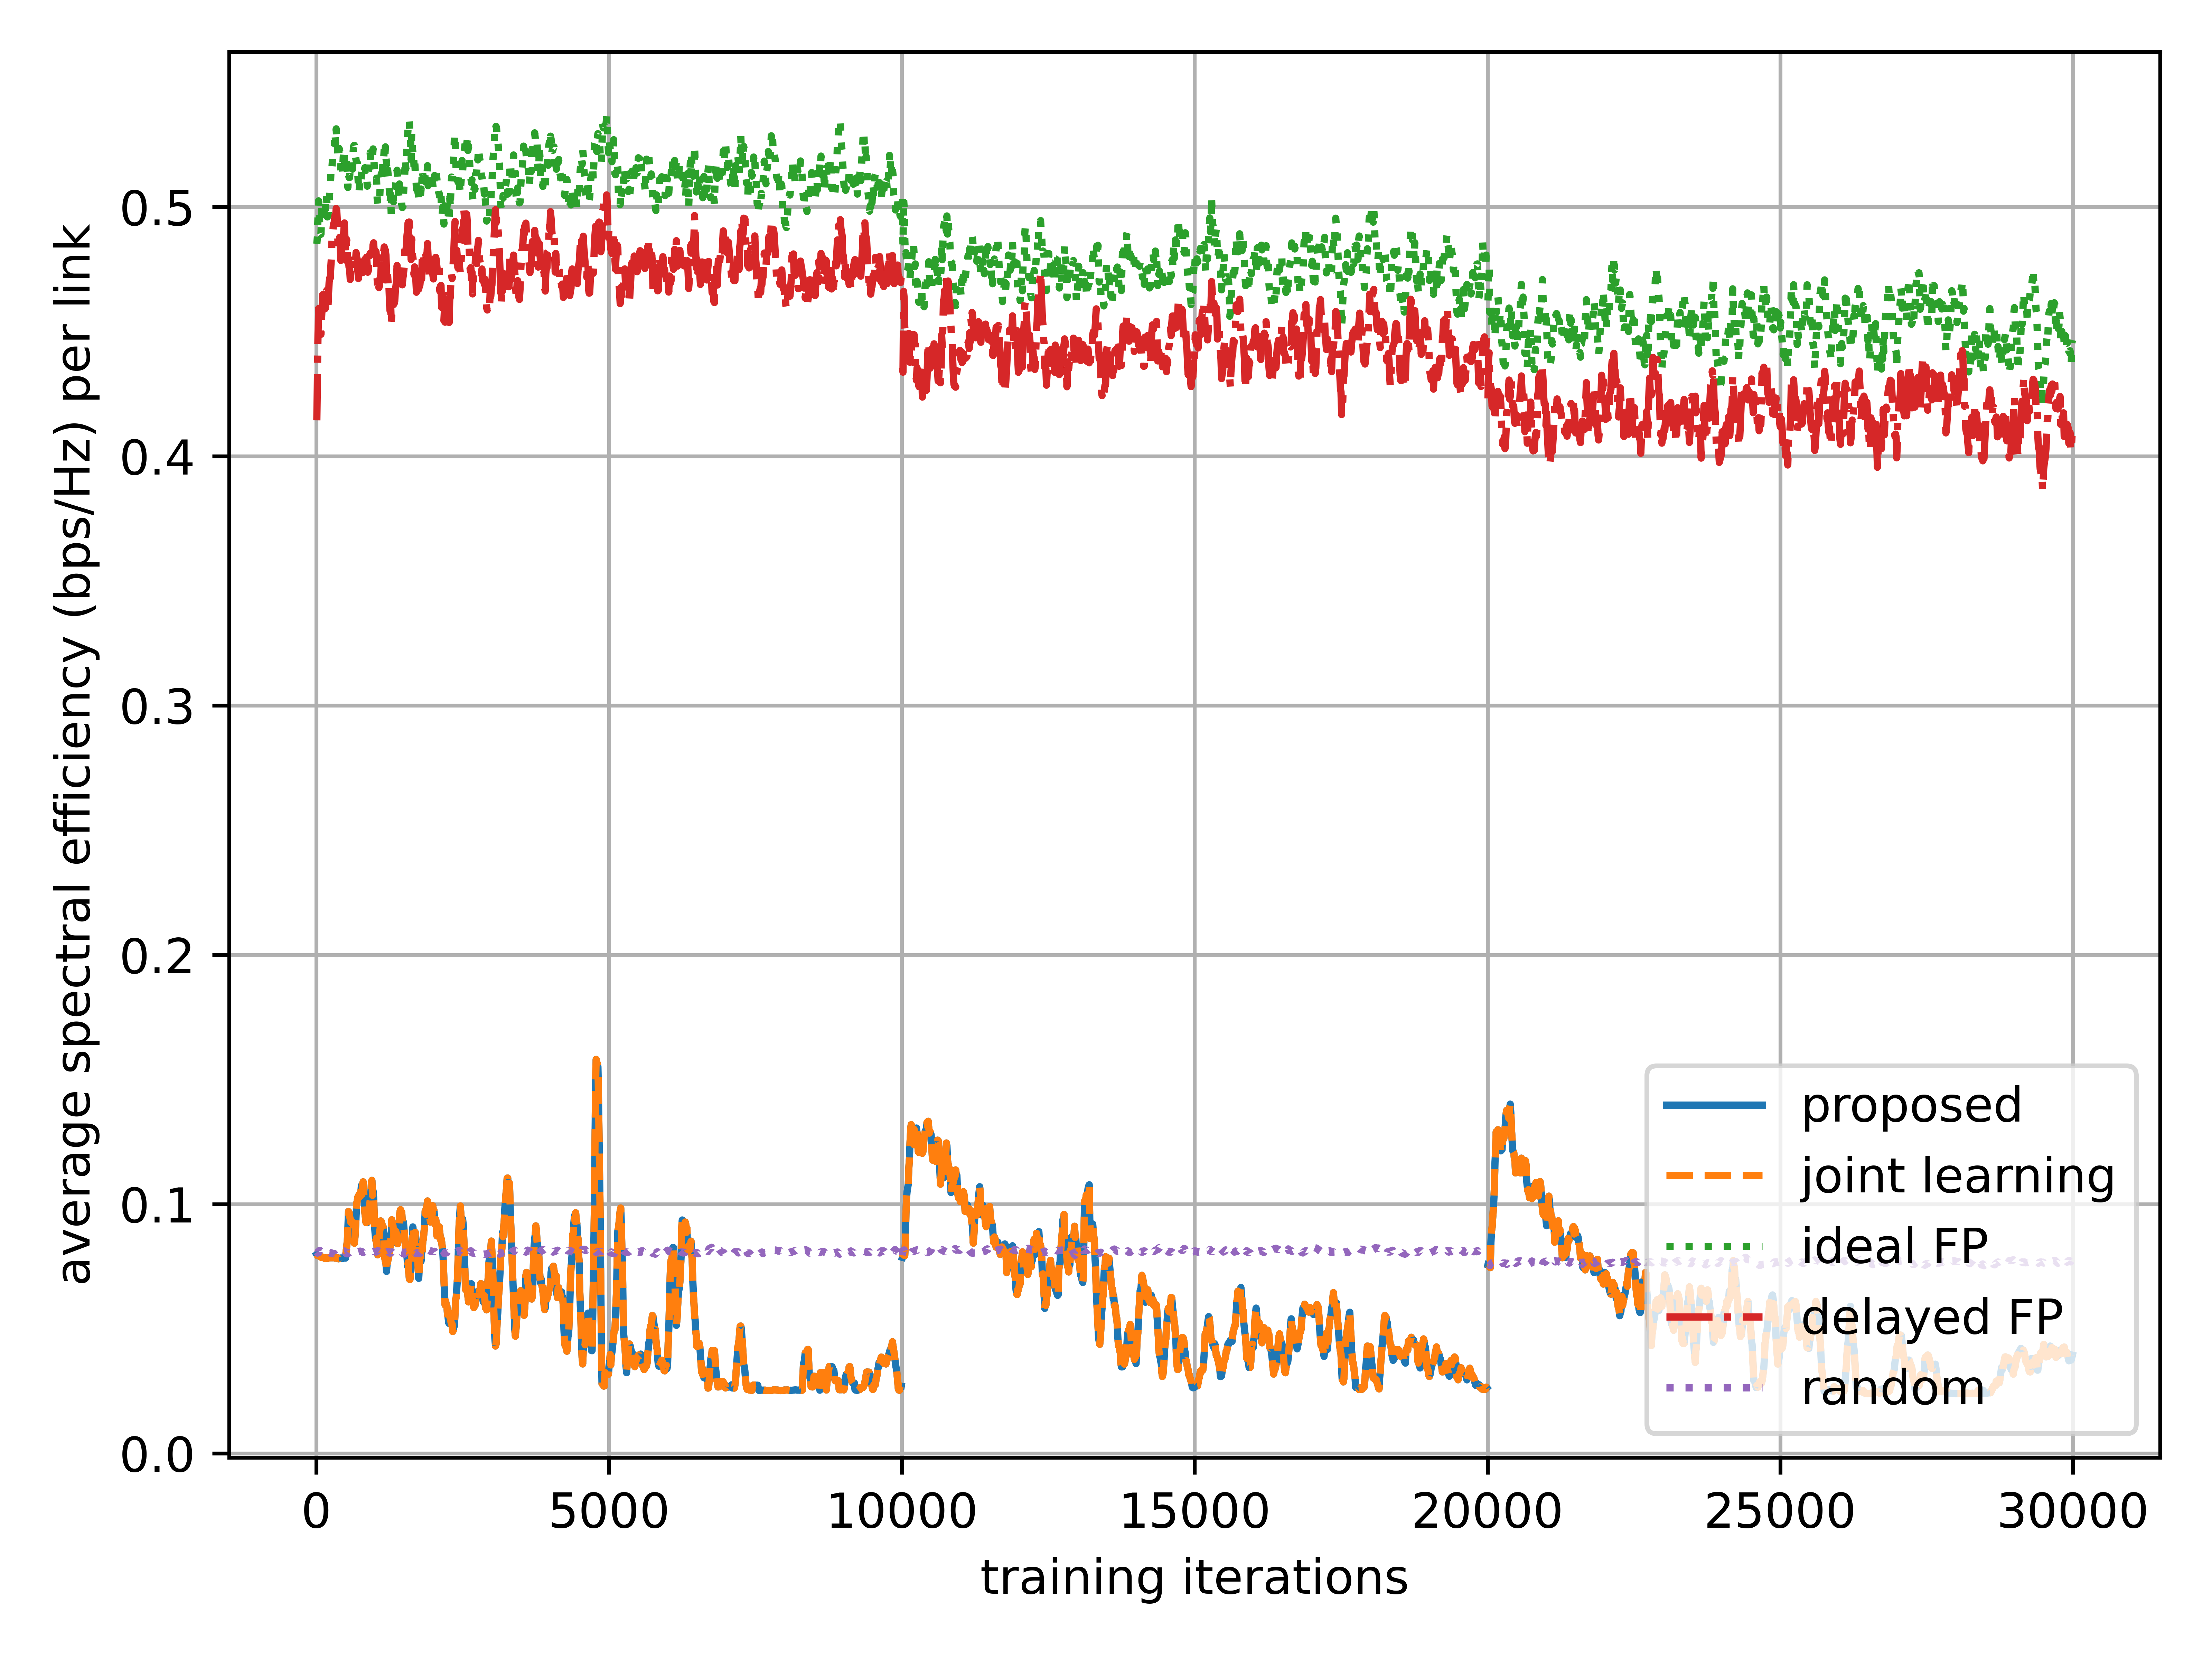 average spectral efficiency (bps/Hz) per link
0.5
0.4
0.3
0.2
0.1
0.0
proposed
joint learning
ideal FP
delayed FP
random
0 5000 10000 15000 20000 25000 30000
training iterations